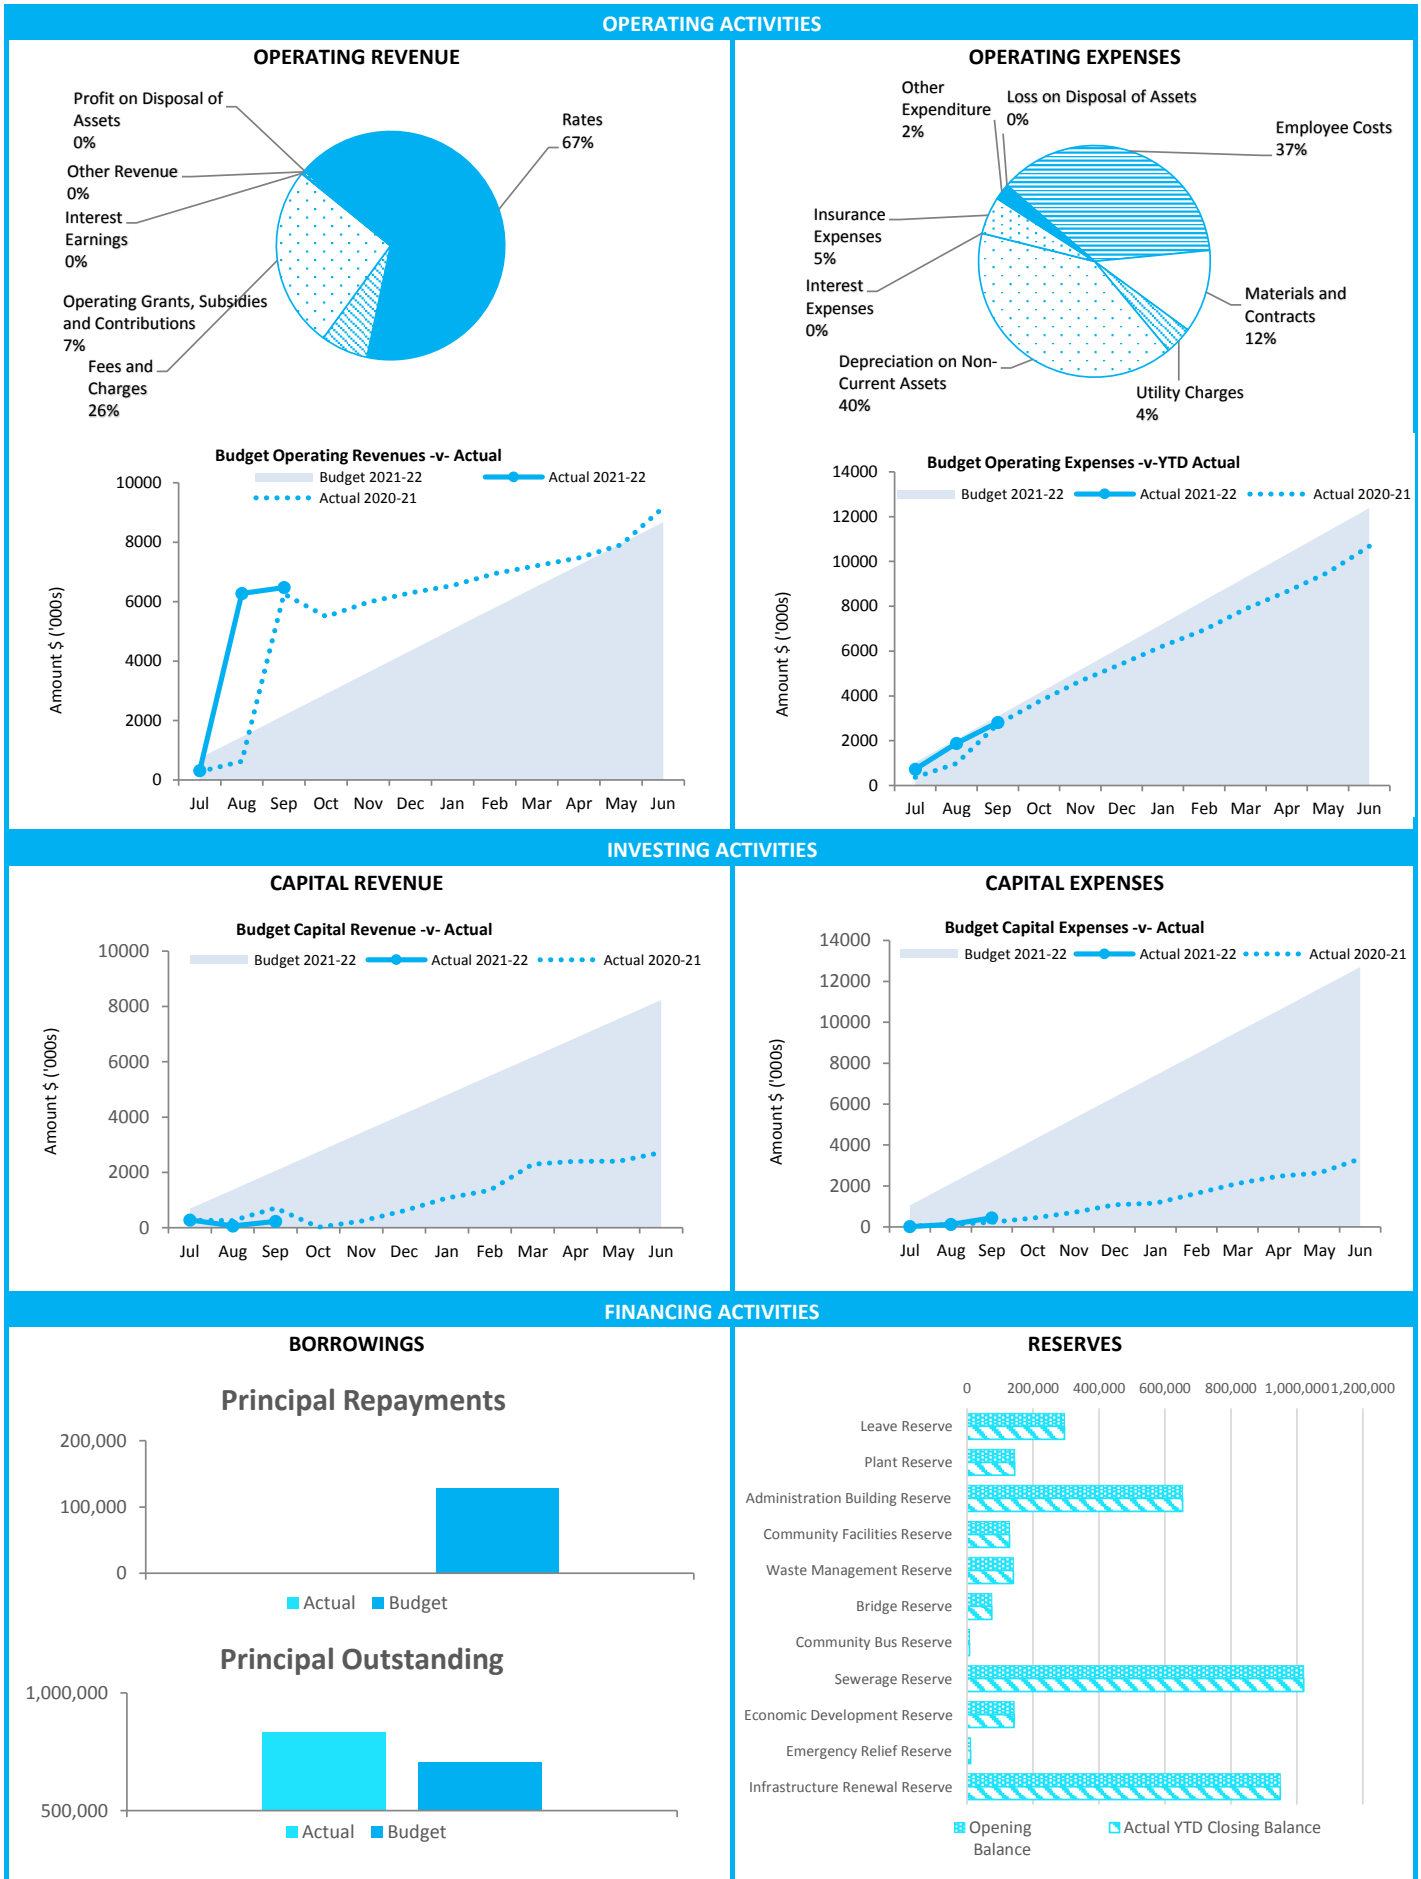 OPERATING ACTIVITIES
OPERATING REVENUE
Profit on Disposal of
Assets
0%
Other Revenue
0%
Interest
Earnings
0%
Operating Grants, Subsidies
and Contributions
7%
Fees and
Charges
26%
Rates
67%
OPERATING EXPENSES
Other
Expenditure
2%
Loss on Disposal of Assets
0%
Employee Costs
37%
Insurance
Expenses
5%
Interest
Expenses
0%
Depreciation on Non-
Current Assets
40%
Materials and
Contracts
12%
Utility Charges
4%
Budget Operating Revenues -v- Actual
Budget 2021-22
Actual 2021-22
Actual 2020-21
Amount $ ('000s)
10000
8000
6000
4000
2000
0
Jul Aug Sep Oct Nov Dec Jan Feb Mar Apr May Jun
Budget Operating Expenses -v-YTD Actual
Budget 2021-22
Actual 2021-22
Actual 2020-21
Amount $ ('000s)
14000
12000
10000
8000
6000
4000
2000
0
Jul Aug Sep Oct Nov Dec Jan Feb Mar Apr May Jun
INVESTING ACTIVITIES
CAPITAL REVENUE
Budget Capital Revenue -v- Actual
Budget 2021-22
Actual 2021-22
Actual 2020-21
Amount $ ('000s)
10000
8000
6000
4000
2000
0
Jul Aug Sep Oct Nov Dec Jan Feb Mar Apr May Jun
CAPITAL EXPENSES
Budget Capital Expenses -v- Actual
Budget 2021-22
Actual 2021-22
Actual 2020-21
Amount $ ('000s)
14000
12000
10000
8000
6000
4000
2000
0
Jul Aug Sep Oct Nov Dec Jan Feb Mar Apr May Jun
FINANCING ACTIVITIES
BORROWINGS
Principal Repayments
200,000
100,000
0
Actual Budget
Principal Outstanding
1,000,000
500,000
Actual Budget
RESERVES
0 200,000 400,000 600,000 800,000 1,000,000 1,200,000
Leave Reserve
Plant Reserve
Administration Building Reserve
Community Facilities Reserve
Waste Management Reserve
Bridge Reserve
Community Bus Reserve
Sewerage Reserve
Economic Development Reserve
Emergency Relief Reserve
Infrastructure Renewal Reserve
Opening
Balance
Actual YTD Closing Balance